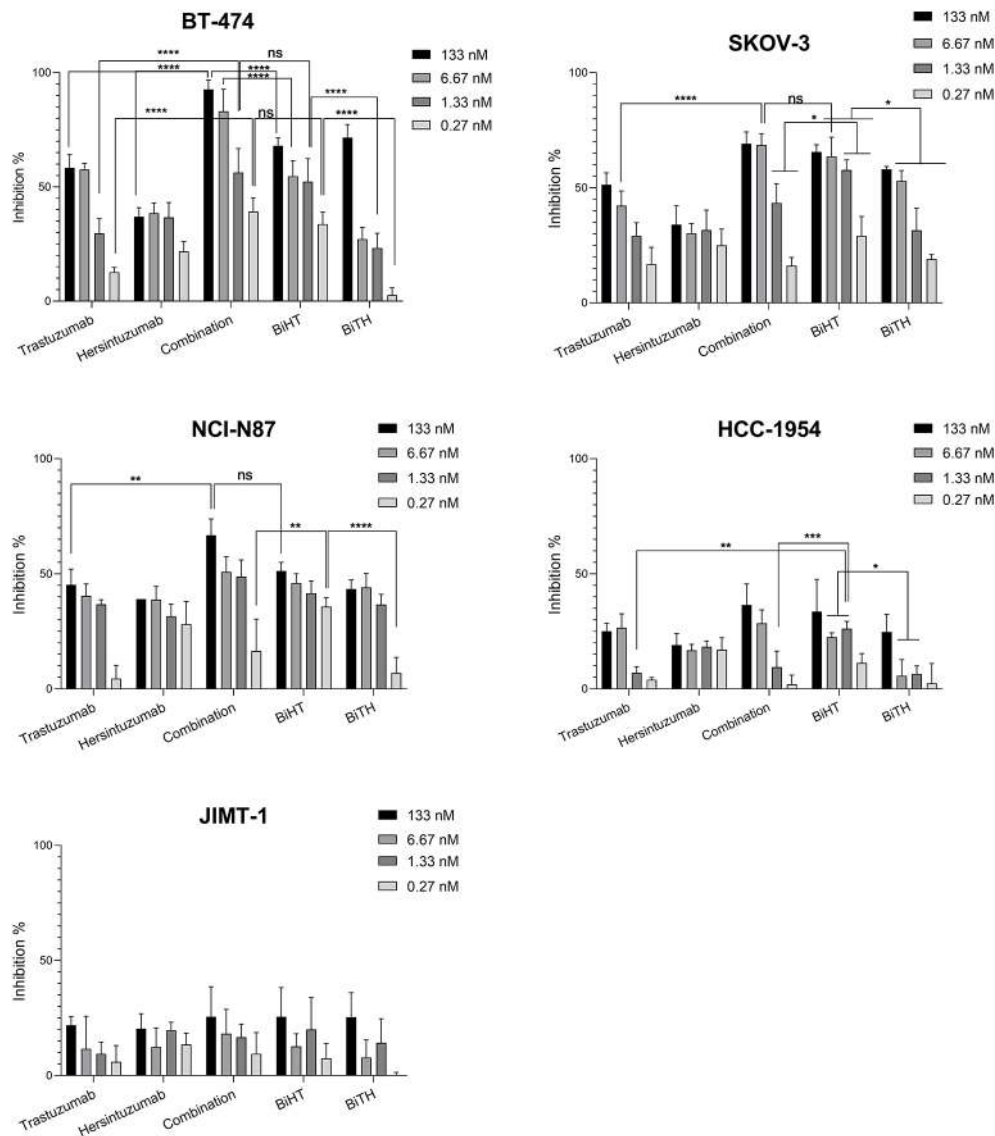 BT-474
133 nM
6.67 nM
1.33 nM
0.27 nM
**** ns
**** ****
****
**** ns ****
****
100
50
0
Inhibition %
Trastuzumab
Hersintuzumab
Combination
BiHT
BiTH
SKOV-3
133 nM
6.67 nM
1.33 nM
0.27 nM
**** ns *
*
100
50
0
Inhibition %
Trastuzumab
Hersintuzumab
Combination
BiHT
BiTH
NCI-N87
133 nM
6.67 nM
1.33 nM
0.27 nM
** ns
** ****
100
50
0
Inhibition %
Trastuzumab
Hersintuzumab
Combination
BiHT
BiTH
HCC-1954
133 nM
6.67 nM
1.33 nM
0.27 nM
** ***
*
100
50
0
Inhibition %
Trastuzumab
Hersintuzumab
Combination
BiHT
BiTH
JIMT-1
133 nM
6.67 nM
1.33 nM
0.27 nM
100
50
0
Inhibition %
Trastuzumab
Hersintuzumab
Combination
BiHT
BiTH